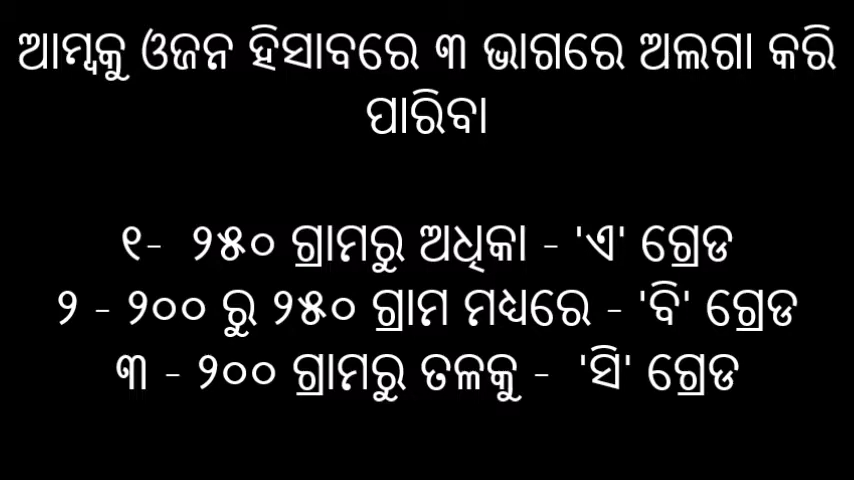 ଆମ୍ବକୁ ଓଜନ ହିସାବରେ ୩ ଭାଗରେ ଅଲଗା କରି
ପାରିବା
୧- ୨୫୦ ଗ୍ରାମରୁ ଅଧିକା - 'ଏ' ଗ୍ରେଡ
୨ - ୨୦୦ ରୁ ୨୫୦ ଗ୍ରାମ ମଧ୍ୟରେ - 'ବି' ଗ୍ରେଡ
୩ - ୨୦୦ ଗ୍ରାମରୁ ତଳକୁ - 'ସି' ଗ୍ରେଡ